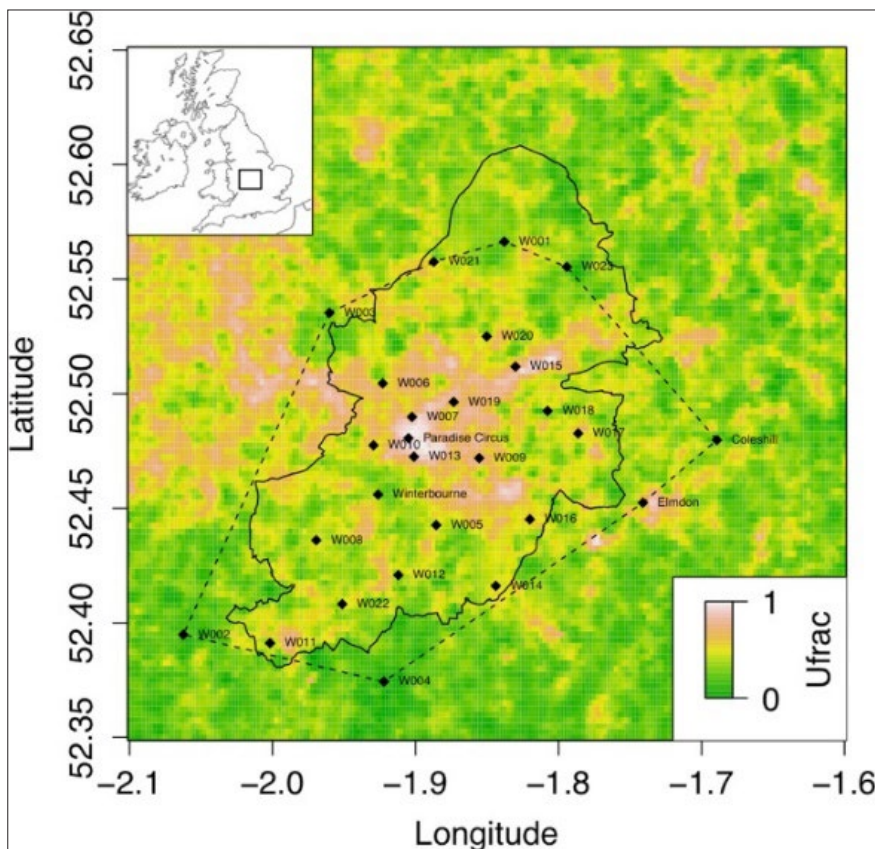 52.65
52.60
52.55
52.50
52.45
52.40
52.35
Latitude
W001
W021
W023
W003
W020
W015
W006
W019
W018
W007
W017
Paradise Circus
Coleshill
W010
W013
W009
Winterbourne
Elmdon
W016
W005
W008
W012
W014
W022
W002
W011
W004
1
0
Ufrac
−2.1 −2.0 −1.9 −1.8 −1.7 −1.6
Longitude